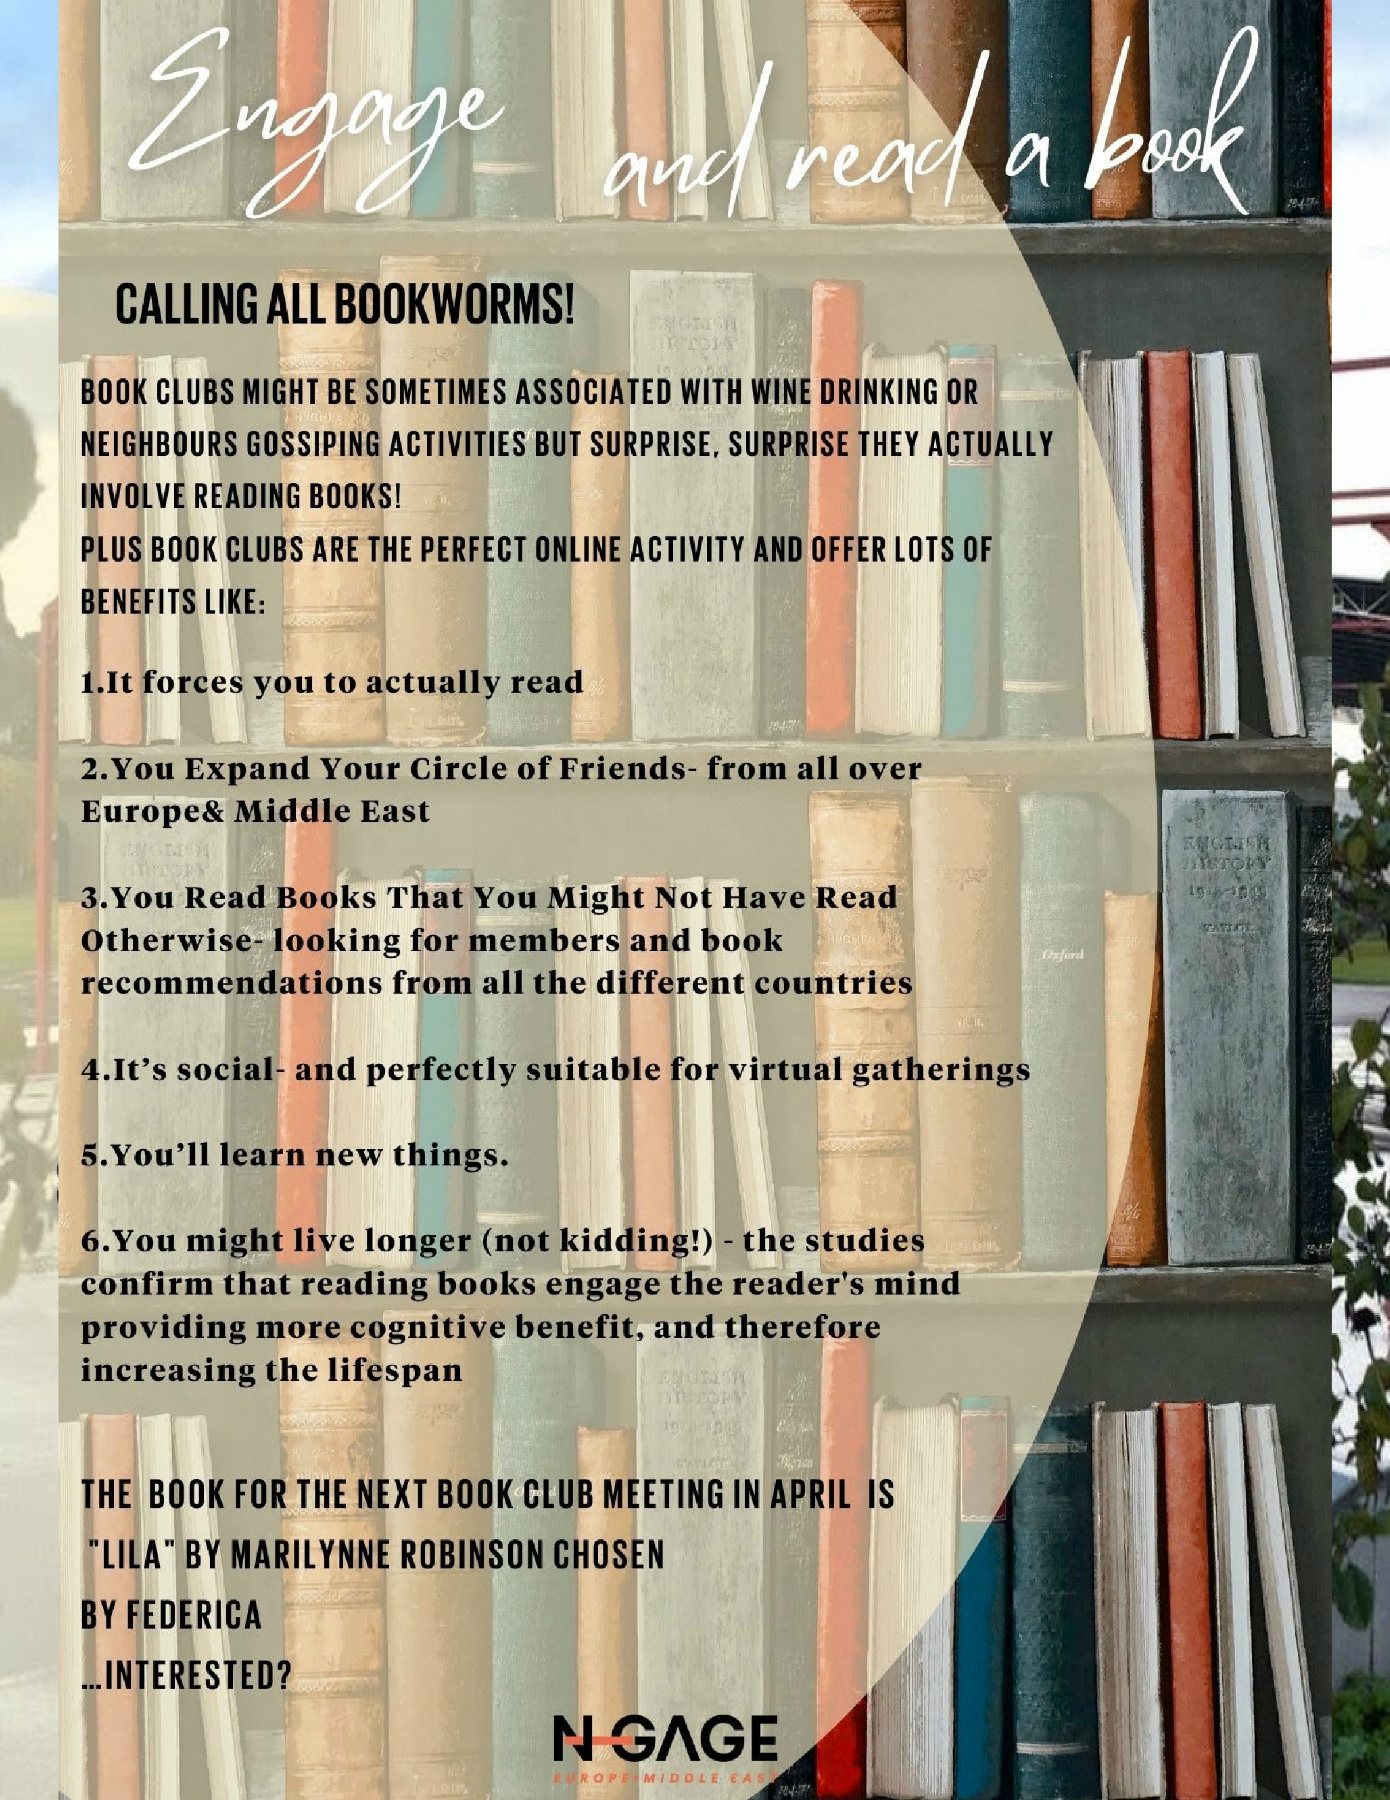 Engage and read a book
CALLING ALL BOOKWORMS!
BOOK CLUBS MIGHT BE SOMETIMES ASSOCIATED WITH WINE DRINKING OR
NEIGHBOURS GOSSIPING ACTIVITIES BUT SURPRISE, SURPRISE THEY ACTUALLY
INVOLVE READING BOOKS!
PLUS BOOK CLUBS ARE THE PERFECT ONLINE ACTIVITY AND OFFER LOTS OF
BENEFITS LIKE:
1.It forces you to actually read
2.You Expand Your Circle of Friends- from all over
Europe& Middle East
3.You Read Books That You Might Not Have Read
Otherwise- looking for members and book
recommendations from all the different countries
4.It’s social- and perfectly suitable for virtual gatherings
5.You’ll learn new things.
6.You might live longer (not kidding!) - the studies
confirm that reading books engage the reader's mind
providing more cognitive benefit, and therefore
increasing the lifespan
THE BOOK FOR THE NEXT BOOK CLUB MEETING IN APRIL IS
"LILA" BY MARILYNNE ROBINSON CHOSEN
BY FEDERICA
...INTERESTED?
N-GAGE
EUROPE-MIDDLE EAST
ENGLISH
HISTORY
Oxford